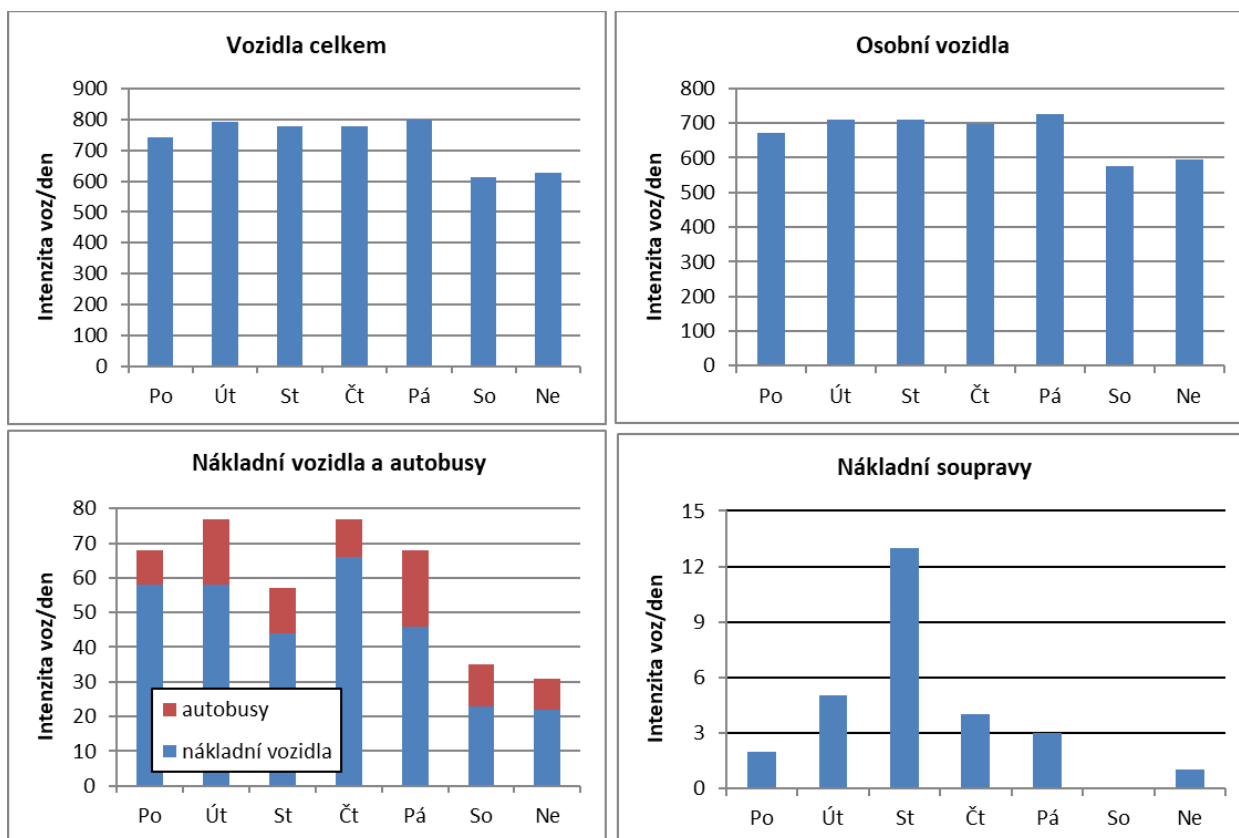 Vozidla celkem
Intenzita voz/den
900
800
700
600
500
400
300
200
100
0
Po Út St Čt Pá So Ne
Osobní vozidla
Intenzita voz/den
800
700
600
500
400
300
200
100
0
Po Út St Čt Pá So Ne
Nákladní vozidla a autobusy
Intenzita voz/den
80
70
60
50
40
30
20
10
0
autobusy
nákladní vozidla
Po Út St Čt Pá So Ne
Nákladní soupravy
Intenzita voz/den
15
12
9
6
3
0
Po Út St Čt Pá So Ne